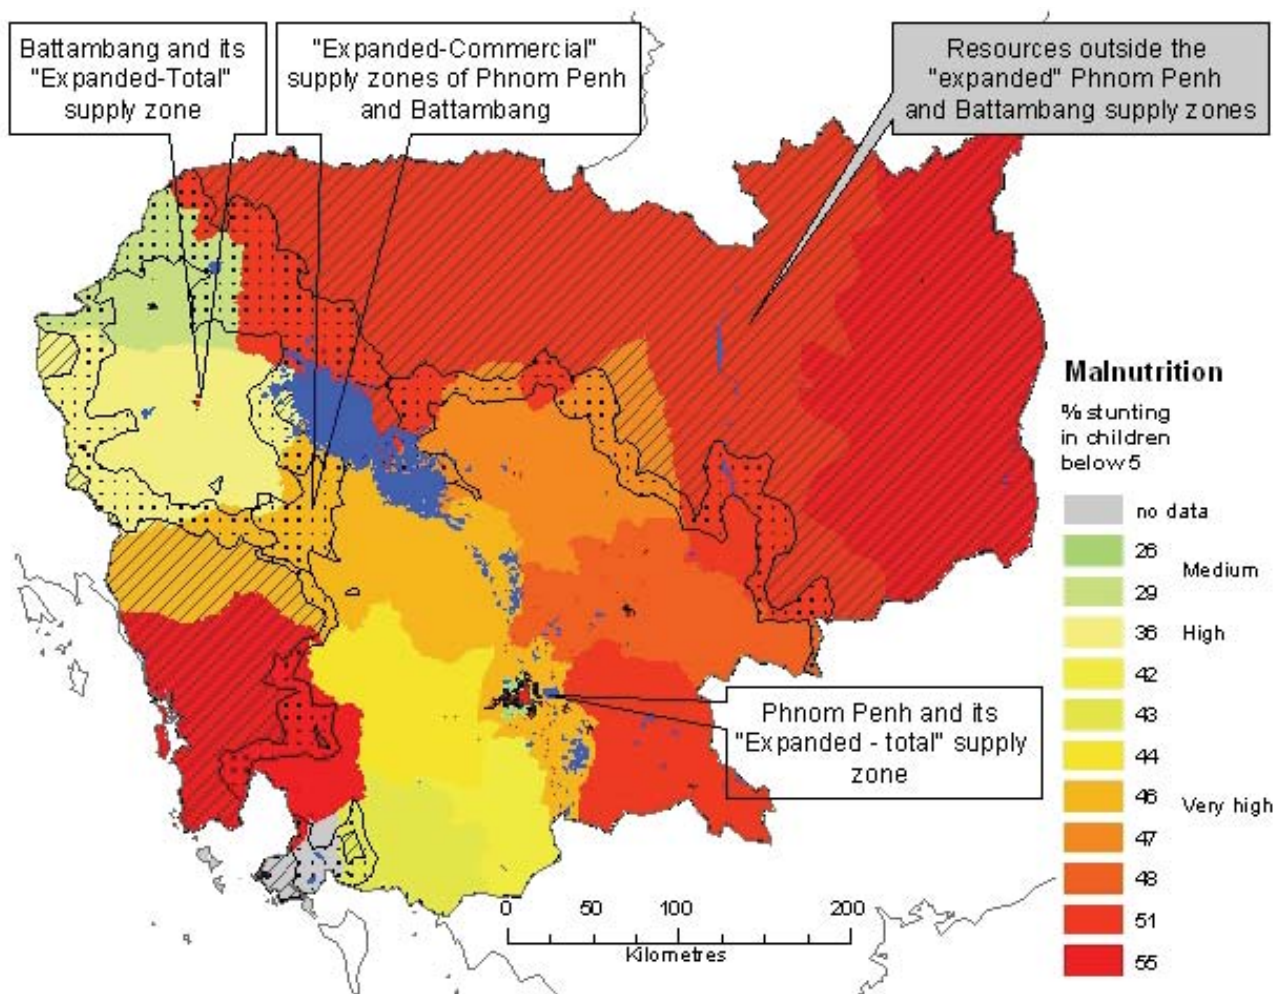 Battambang and its
"Expanded-Total"
supply zone
"Expanded-Commercial"
supply zones of Phnom Penh
and Battambang
Resources outside the
"expanded" Phnom Penh
and Battambang supply zones
Malnutrition
% stunting
in children
below 5
no data
26
Medium
29
36 High
42
43
44
46
Very high
47
48
51
55
Phnom Penh and its
"Expanded - total" supply
zone
0 50 100 200
Kilometres